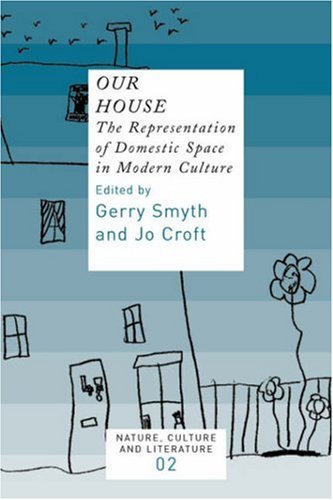 OUR
HOUSE
The Representation
of Domestic Space
in Modern Culture
Edited by
Gerry Smyth
and Jo Croft
NATURE, CULTURE
AND LITERATURE
02